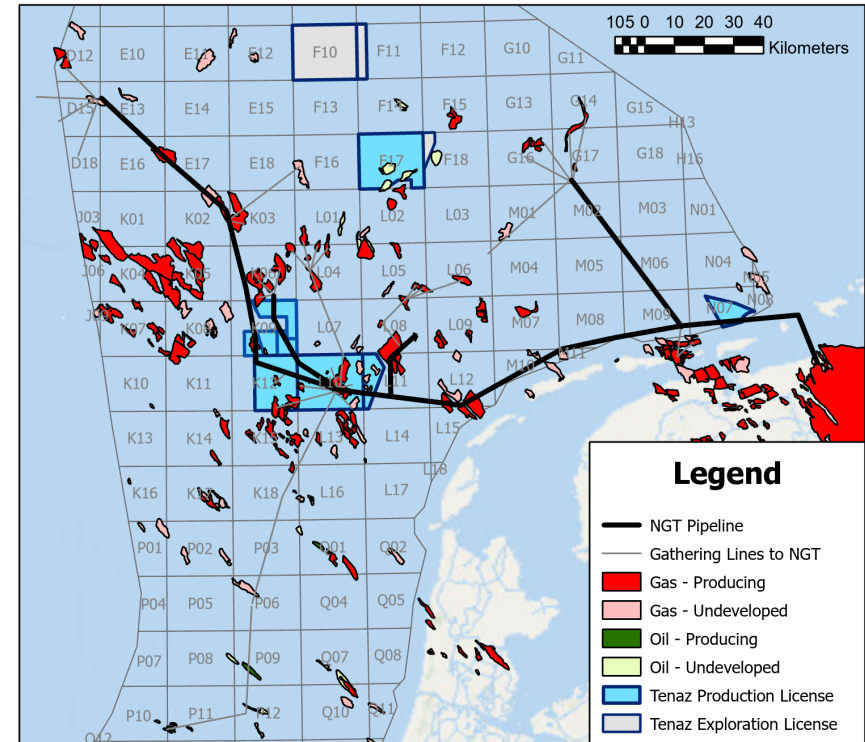 105 0 10 20 30 40
Kilometers
D12 E10 E11 E12 F10 F11 F12 G10 G11
D15 E13 E14 E15 F13 F14 F15 G13 G14 G15 H13
D18 E16 E17 E18 F16 F17 F18 G16 G17 G18 H16
J03 K01 K02 K03 L01 L02 L03 M01 M02 M03 N01
J06 K04 K05 K06 L04 L05 L06 M04 M05 M06 N04 N05
K07 K08 K09 L07 L08 L09 M07 M08 M09 N07 N08
K10 K11 K12 L10 L11 L12 M10 M11
K13 K14 K15 L13 L14 L15
K16 K17 K18 L16 L17 L18
P01 P02 P03 Q01 Q02
P04 P05 P06 Q04 Q05
P07 P08 P09 Q07 Q08
P10 P11 P12 Q10 Q11
Legend
NGT Pipeline
Gathering Lines to NGT
Gas - Producing
Gas - Undeveloped
Oil - Producing
Oil - Undeveloped
Tenaz Production License
Tenaz Exploration License